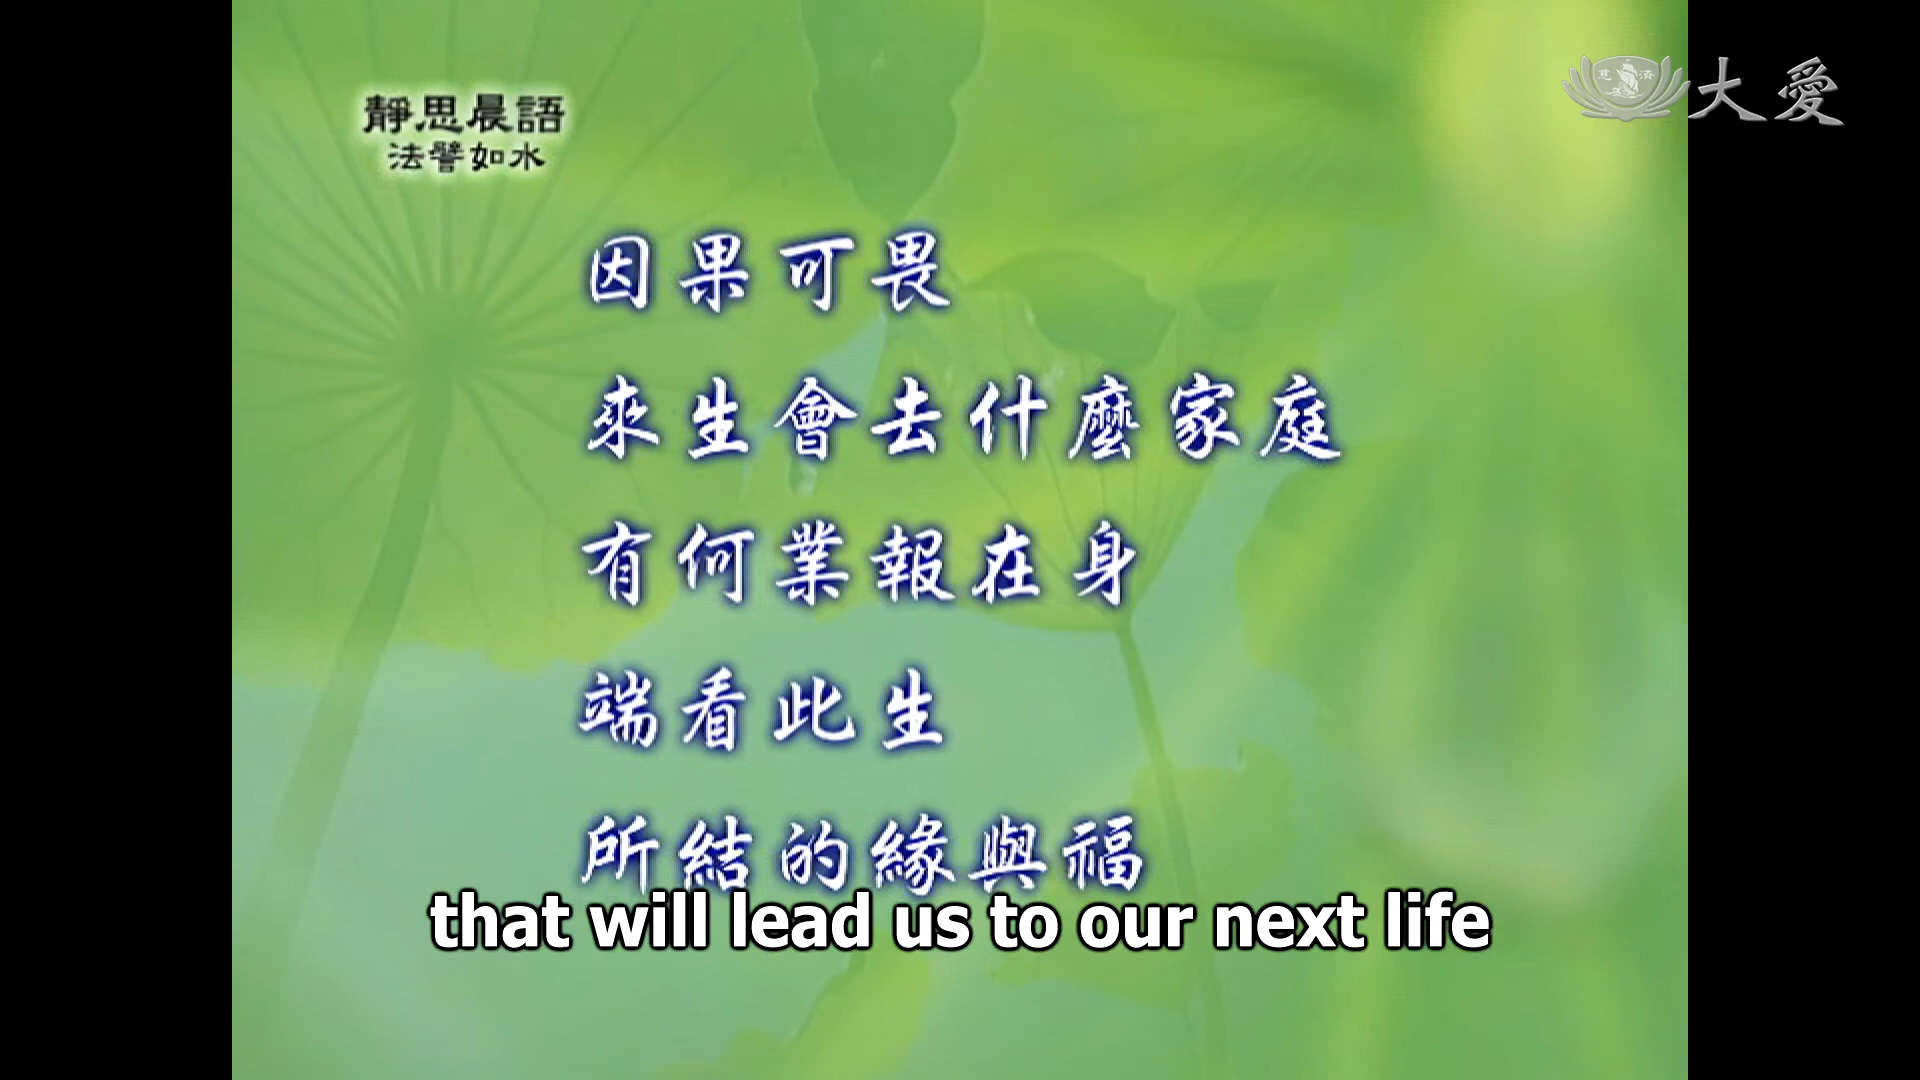 靜思晨語
法譬如水
慈濟
大愛
因果可畏
來生會去什麼家庭
有何業報在身
端看此生
所結的緣與福
that will lead us to our next life